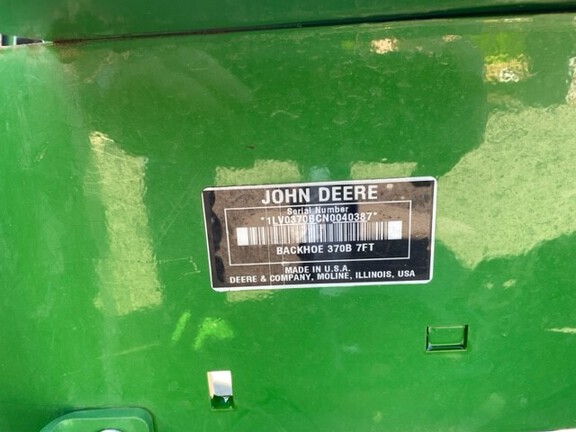 JOHN DEERE
Serial Number
*1LV0370BCN0040387*
BACKHOE 370B 7FT
MADE IN U.S.A.
DEERE & COMPANY, MOLINE, ILLINOIS, USA